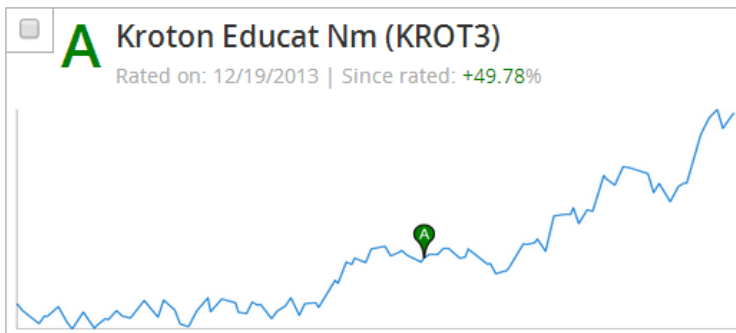 A
Kroton Educat Nm (KROT3)
Rated on: 12/19/2013 | Since rated: +49.78%
A